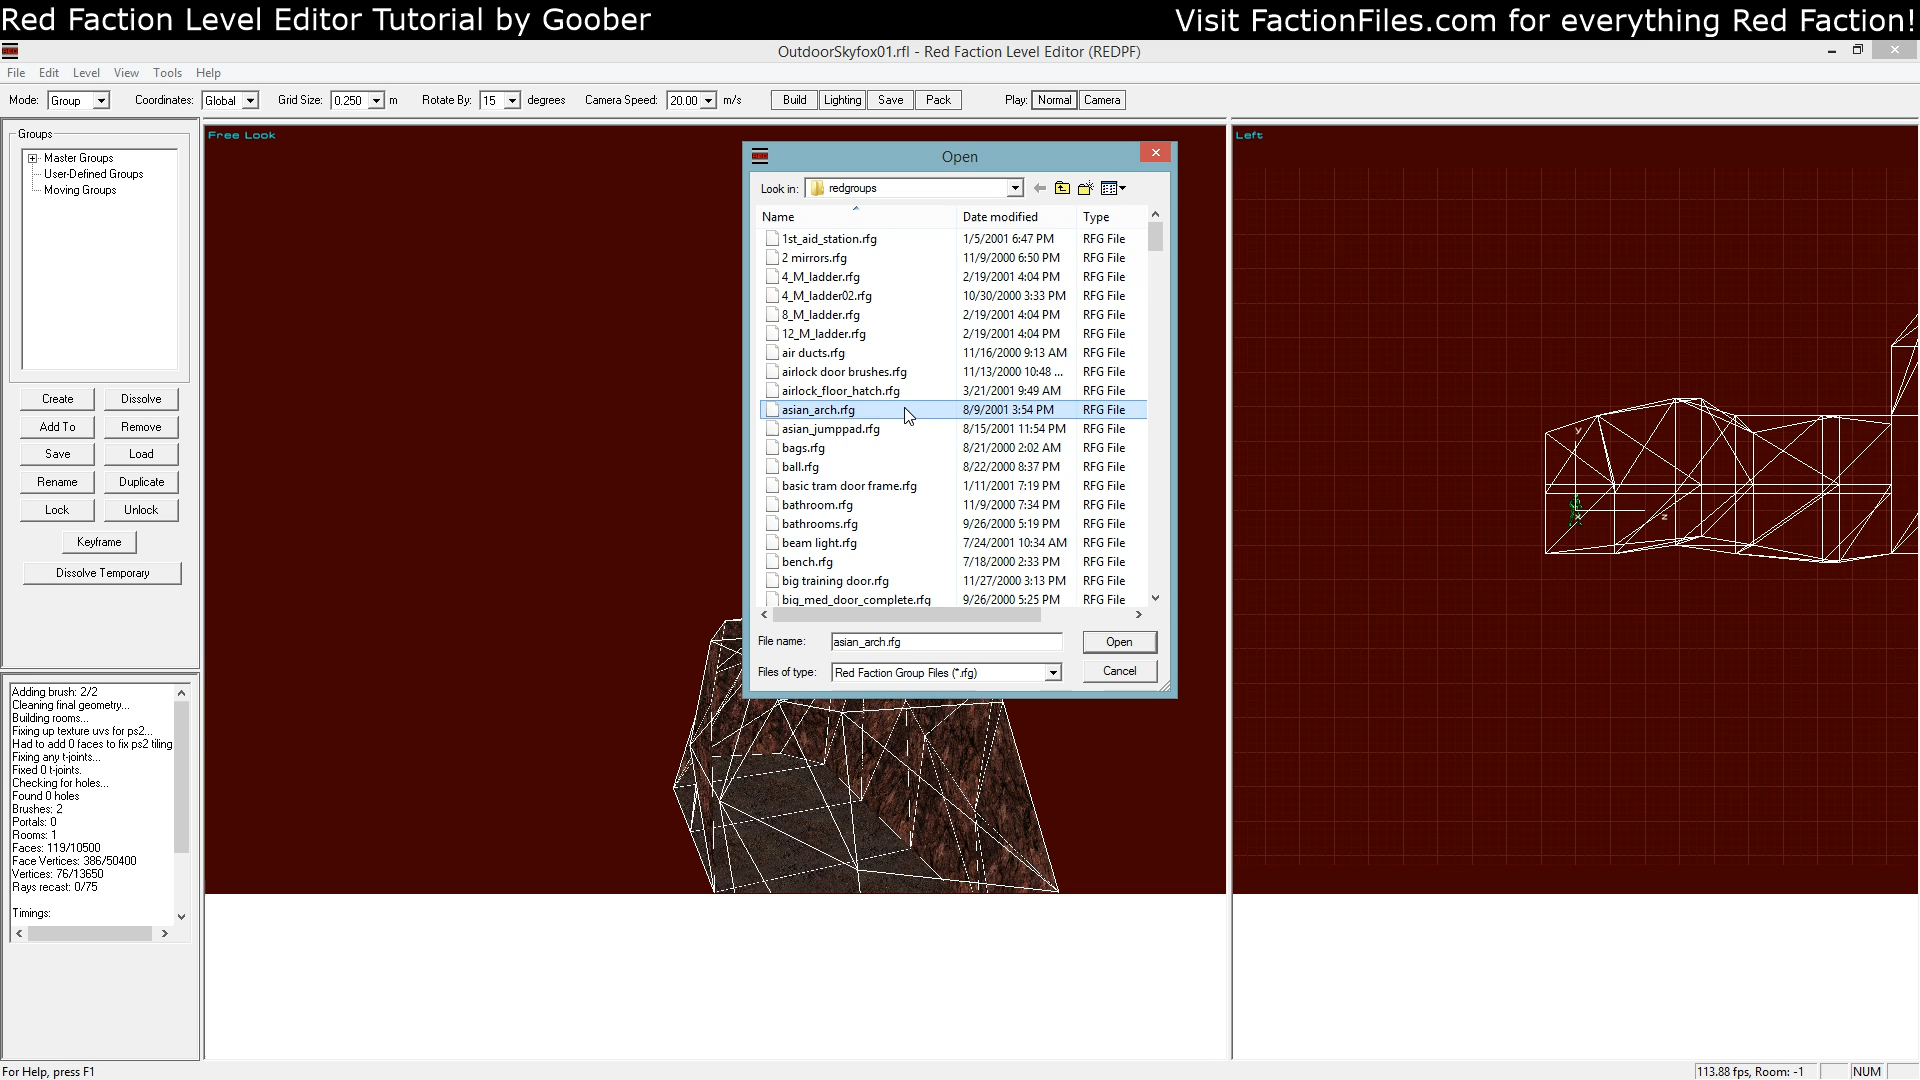 Red Faction Level Editor Tutorial by Goober
Visit FactionFiles.com for everything Red Faction!
OutdoorSkyfox01.rfl - Red Faction Level Editor (REDPF)
File Edit Level View Tools Help
Mode: Group Coordinates: Global Grid Size: 0.250 m Rotate By: 15 degrees Camera Speed: 20.00 m/s Build Lighting Save Pack Play: Normal Camera
Groups
Master Groups
User-Defined Groups
Moving Groups
Create Dissolve
Add To Remove
Save Load
Rename Duplicate
Lock Unlock
Keyframe
Dissolve Temporary
Adding brush: 2/2
Cleaning final geometry...
Building rooms...
Fixing up texture uvs for ps2...
Had to add 0 faces to fix ps2 tiling
Fixing any t-joints...
Fixed 0 t-joints.
Checking for holes...
Found 0 holes
Brushes: 2
Portals: 0
Rooms: 1
Faces: 119/10500
Face Vertices: 386/50400
Vertices: 76/13650
Rays recast: 0/75
Timings:
Free Look
Open
Look in: redgroups
Name Date modified Type
1st_aid_station.rfg 1/5/2001 6:47 PM RFG File
2 mirrors.rfg 11/9/2000 6:50 PM RFG File
4_M_ladder.rfg 2/19/2001 4:04 PM RFG File
4_M_ladder02.rfg 10/30/2000 3:33 PM RFG File
8_M_ladder.rfg 2/19/2001 4:04 PM RFG File
12_M_ladder.rfg 2/19/2001 4:04 PM RFG File
air ducts.rfg 11/16/2000 9:13 AM RFG File
airlock door brushes.rfg 11/13/2000 10:48 ... RFG File
airlock_floor_hatch.rfg 3/21/2001 9:49 AM RFG File
asian_arch.rfg 8/9/2001 3:54 PM RFG File
asian_jumppad.rfg 8/15/2001 11:54 PM RFG File
bags.rfg 8/21/2000 2:02 AM RFG File
ball.rfg 8/22/2000 8:37 PM RFG File
basic tram door frame.rfg 1/11/2001 7:19 PM RFG File
bathroom.rfg 11/9/2000 7:34 PM RFG File
bathrooms.rfg 9/26/2000 5:19 PM RFG File
beam light.rfg 7/24/2001 10:34 AM RFG File
bench.rfg 7/18/2000 2:33 PM RFG File
big training door.rfg 11/27/2000 3:13 PM RFG File
big_med_door_complete.rfg 9/26/2000 5:25 PM RFG File
File name: asian_arch.rfg Open
Files of type: Red Faction Group Files (*.rfg) Cancel
Left
y
x z
For Help, press F1
113.88 fps, Room: -1 NUM